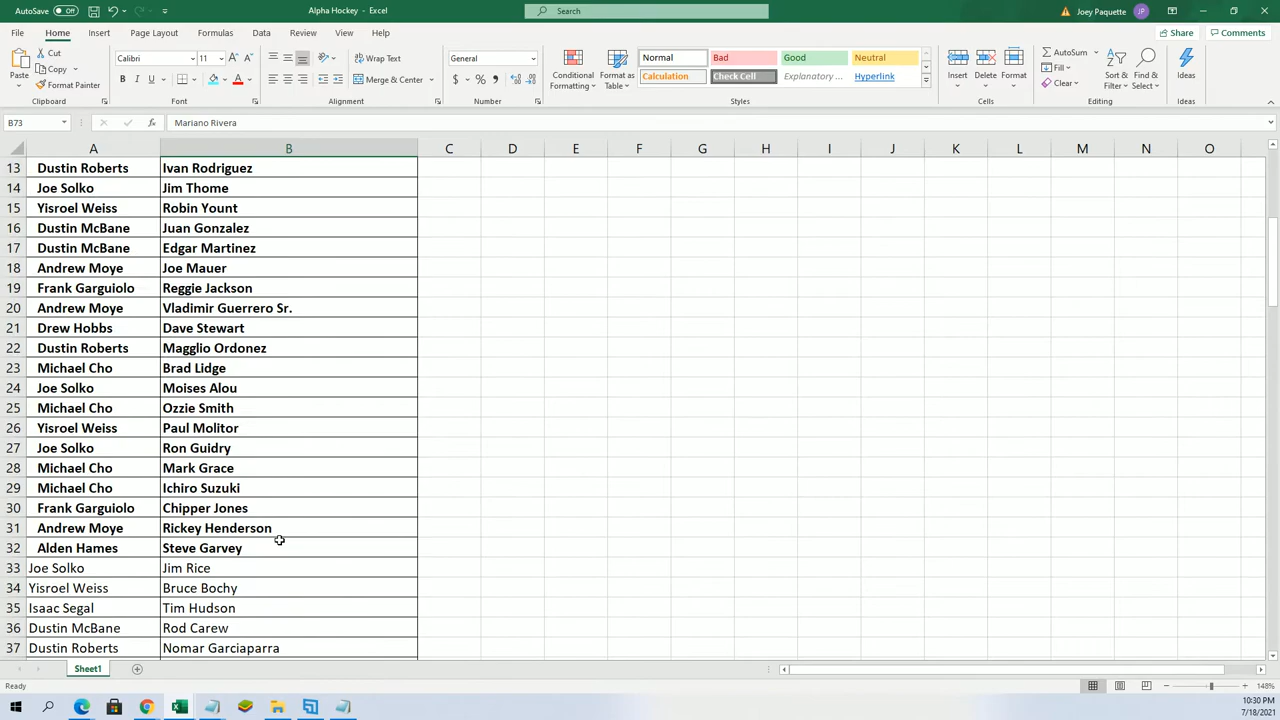 AutoSave Off
Alpha Hockey - Excel
Search
Joey Paquette JP
File Home Insert Page Layout Formulas Data Review View Help
Share Comments
Paste Cut Copy Format Painter Clipboard
Calibri 11 B I U Font
Wrap Text Merge & Center Alignment
General $ % Number
Conditional Formatting Format as Table
Normal Bad Good Neutral
Calculation Check Cell Explanatory ... Hyperlink
Styles
Insert Delete Format Cells
AutoSum Fill Clear Sort & Filter Find & Select Editing
Ideas Ideas
B73 Mariano Rivera
A B C D E F G H I J K L M N O
13 Dustin Roberts Ivan Rodriguez
14 Joe Solko Jim Thome
15 Yisroel Weiss Robin Yount
16 Dustin McBane Juan Gonzalez
17 Dustin McBane Edgar Martinez
18 Andrew Moye Joe Mauer
19 Frank Garguiolo Reggie Jackson
20 Andrew Moye Vladimir Guerrero Sr.
21 Drew Hobbs Dave Stewart
22 Dustin Roberts Magglio Ordonez
23 Michael Cho Brad Lidge
24 Joe Solko Moises Alou
25 Michael Cho Ozzie Smith
26 Yisroel Weiss Paul Molitor
27 Joe Solko Ron Guidry
28 Michael Cho Mark Grace
29 Michael Cho Ichiro Suzuki
30 Frank Garguiolo Chipper Jones
31 Andrew Moye Rickey Henderson
32 Alden Hames Steve Garvey
33 Joe Solko Jim Rice
34 Yisroel Weiss Bruce Bochy
35 Isaac Segal Tim Hudson
36 Dustin McBane Rod Carew
37 Dustin Roberts Nomar Garciaparra
Sheet1
Ready
148%
10:30 PM
7/18/2021